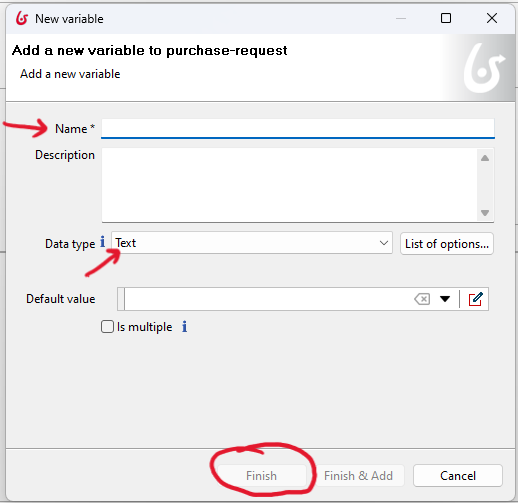 New variable
Add a new variable to purchase-request
Add a new variable
Name *
Description
Data type i Text List of options...
Default value
Is multiple i
Finish Finish & Add Cancel